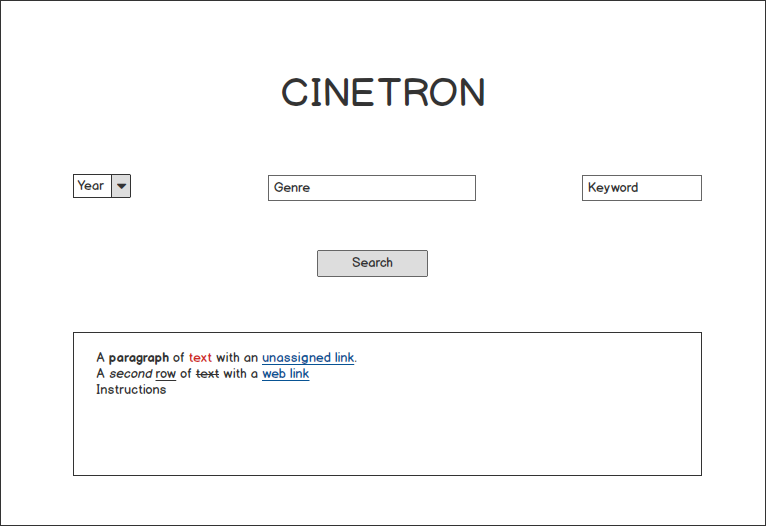 CINETRON
Year
Genre
Keyword
Search
A paragraph of text with an unassigned link.
A second row of text with a web link
Instructions